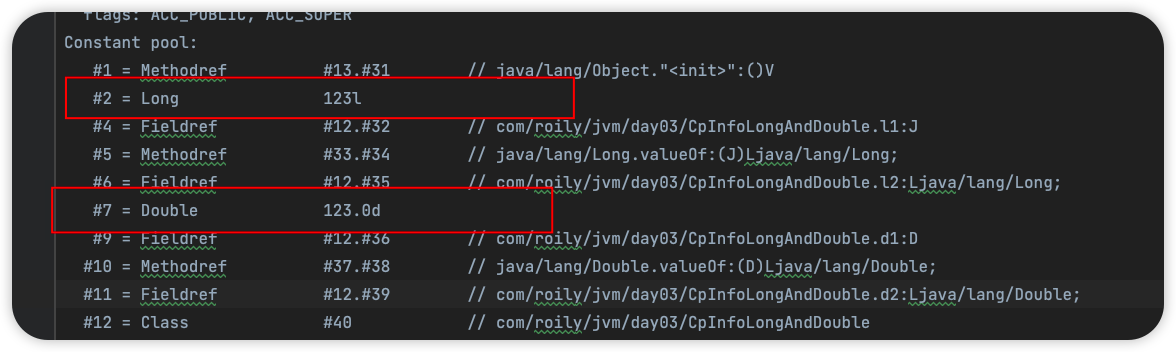 flags: ACC_PUBLIC, ACC_SUPER
Constant pool:
#1 = Methodref #13.#31 // java/lang/Object."<init>":()V
#2 = Long 123l
#4 = Fieldref #12.#32 // com/roily/jvm/day03/CpInfoLongAndDouble.l1:J
#5 = Methodref #33.#34 // java/lang/Long.valueOf:(J)Ljava/lang/Long;
#6 = Fieldref #12.#35 // com/roily/jvm/day03/CpInfoLongAndDouble.l2:Ljava/lang/Long;
#7 = Double 123.0d
#9 = Fieldref #12.#36 // com/roily/jvm/day03/CpInfoLongAndDouble.d1:D
#10 = Methodref #37.#38 // java/lang/Double.valueOf:(D)Ljava/lang/Double;
#11 = Fieldref #12.#39 // com/roily/jvm/day03/CpInfoLongAndDouble.d2:Ljava/lang/Double;
#12 = Class #40 // com/roily/jvm/day03/CpInfoLongAndDouble